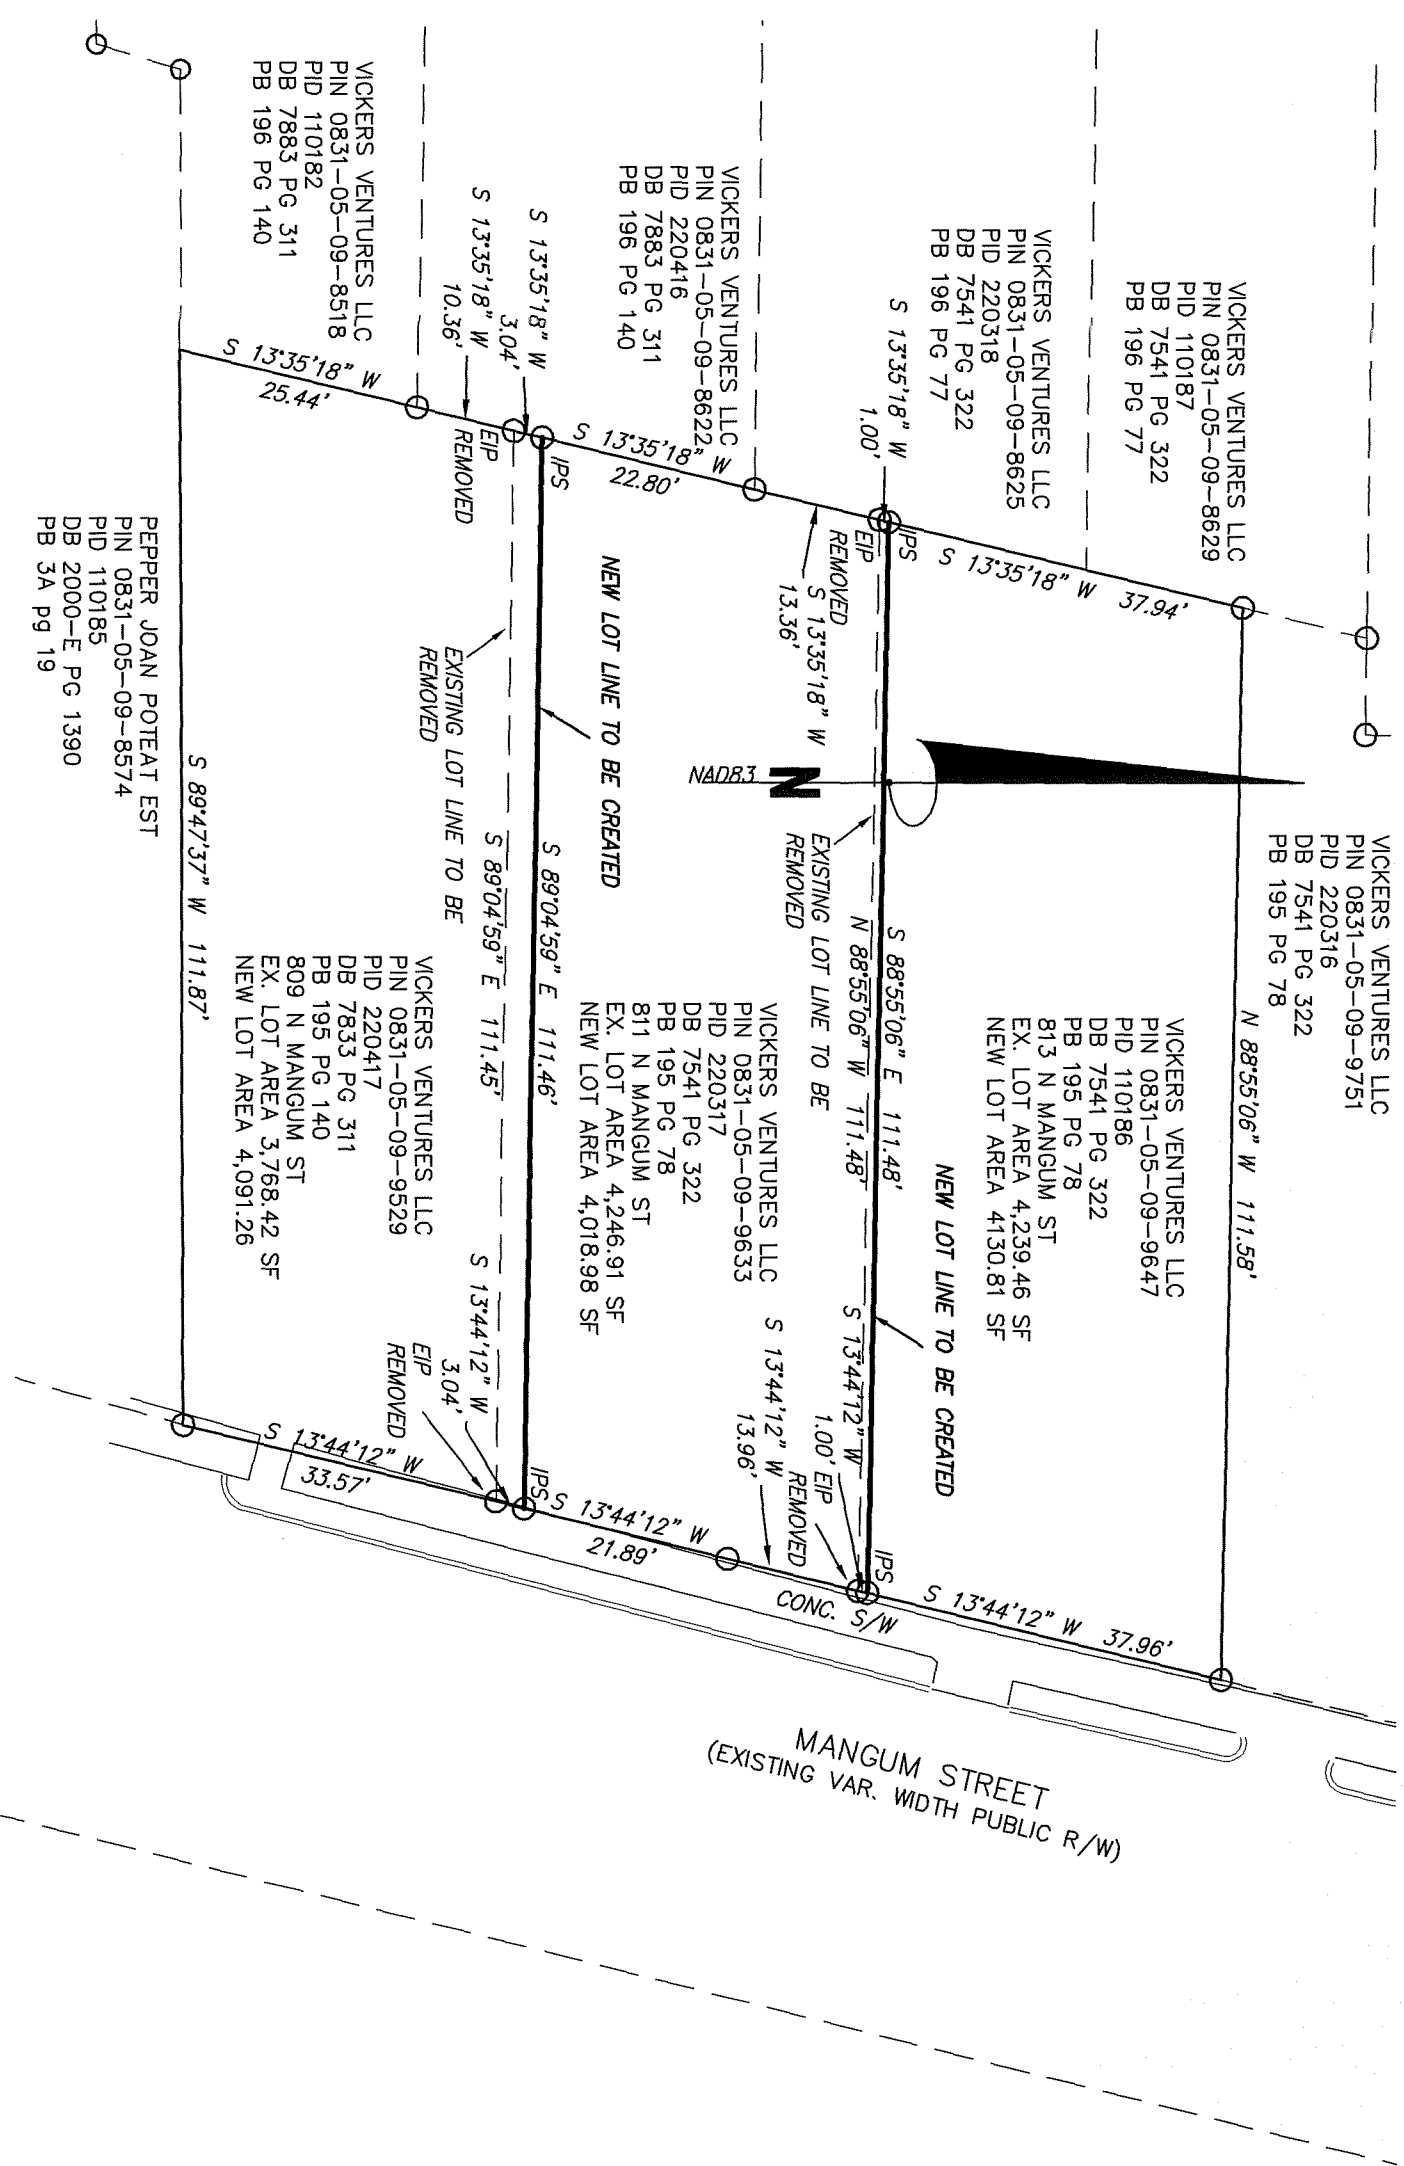 VICKERS VENTURES LLC
PIN 0831-05-09-9751
PID 220316
DB 7541 PG 322
PB 195 PG 78
VICKERS VENTURES LLC
PIN 0831-05-09-8629
PID 110187
DB 7541 PG 322
PB 196 PG 77
N 88°55'06" W 111.58'
VICKERS VENTURES LLC
PIN 0831-05-09-8625
PID 220318
DB 7541 PG 322
PB 196 PG 77
S 13°35'18" W 37.94'
VICKERS VENTURES LLC
PIN 0831-05-09-9647
PID 110186
DB 7541 PG 322
PB 195 PG 78
813 N MANGUM ST
EX. LOT AREA 4,239.46 SF
NEW LOT AREA 4130.81 SF
S 13°44'12" W 37.96'
NEW LOT LINE TO BE CREATED
S 13°35'18" W
1.00'
IPS
EIP
REMOVED
S 88°55'06" E 111.48'
N 88°55'06" W 111.48'
S 13°44'12" W
1.00'
IPS
EIP
REMOVED
EXISTING LOT LINE TO BE
REMOVED
NAD83
N
S 13°35'18" W
13.36'
S 13°44'12" W
13.96'
CONC. S/W
VICKERS VENTURES LLC
PIN 0831-05-09-8622
PID 220416
DB 7883 PG 311
PB 196 PG 140
S 13°35'18" W
22.80'
VICKERS VENTURES LLC
PIN 0831-05-09-9633
PID 220317
DB 7541 PG 322
PB 195 PG 78
811 N MANGUM ST
EX. LOT AREA 4,246.91 SF
NEW LOT AREA 4,018.98 SF
S 13°44'12" W
21.89'
NEW LOT LINE TO BE CREATED
S 13°35'18" W
3.04'
IPS
S 89°04'59" E 111.46'
IPS
S 13°35'18" W
10.36'
EIP
REMOVED
S 89°04'59" E 111.45'
S 13°44'12" W
3.04'
EIP
REMOVED
EXISTING LOT LINE TO BE
REMOVED
VICKERS VENTURES LLC
PIN 0831-05-09-8518
PID 110182
DB 7883 PG 311
PB 196 PG 140
S 13°35'18" W
25.44'
VICKERS VENTURES LLC
PIN 0831-05-09-9529
PID 220417
DB 7833 PG 311
PB 195 PG 140
809 N MANGUM ST
EX. LOT AREA 3,768.42 SF
NEW LOT AREA 4,091.26
S 13°44'12" W
33.57'
S 89°47'37" W 111.87'
PEPPER JOAN POTEAT EST
PIN 0831-05-09-8574
PID 110185
DB 2000-E PG 1390
PB 3A pg 19
MANGUM STREET
(EXISTING VAR. WIDTH PUBLIC R/W)